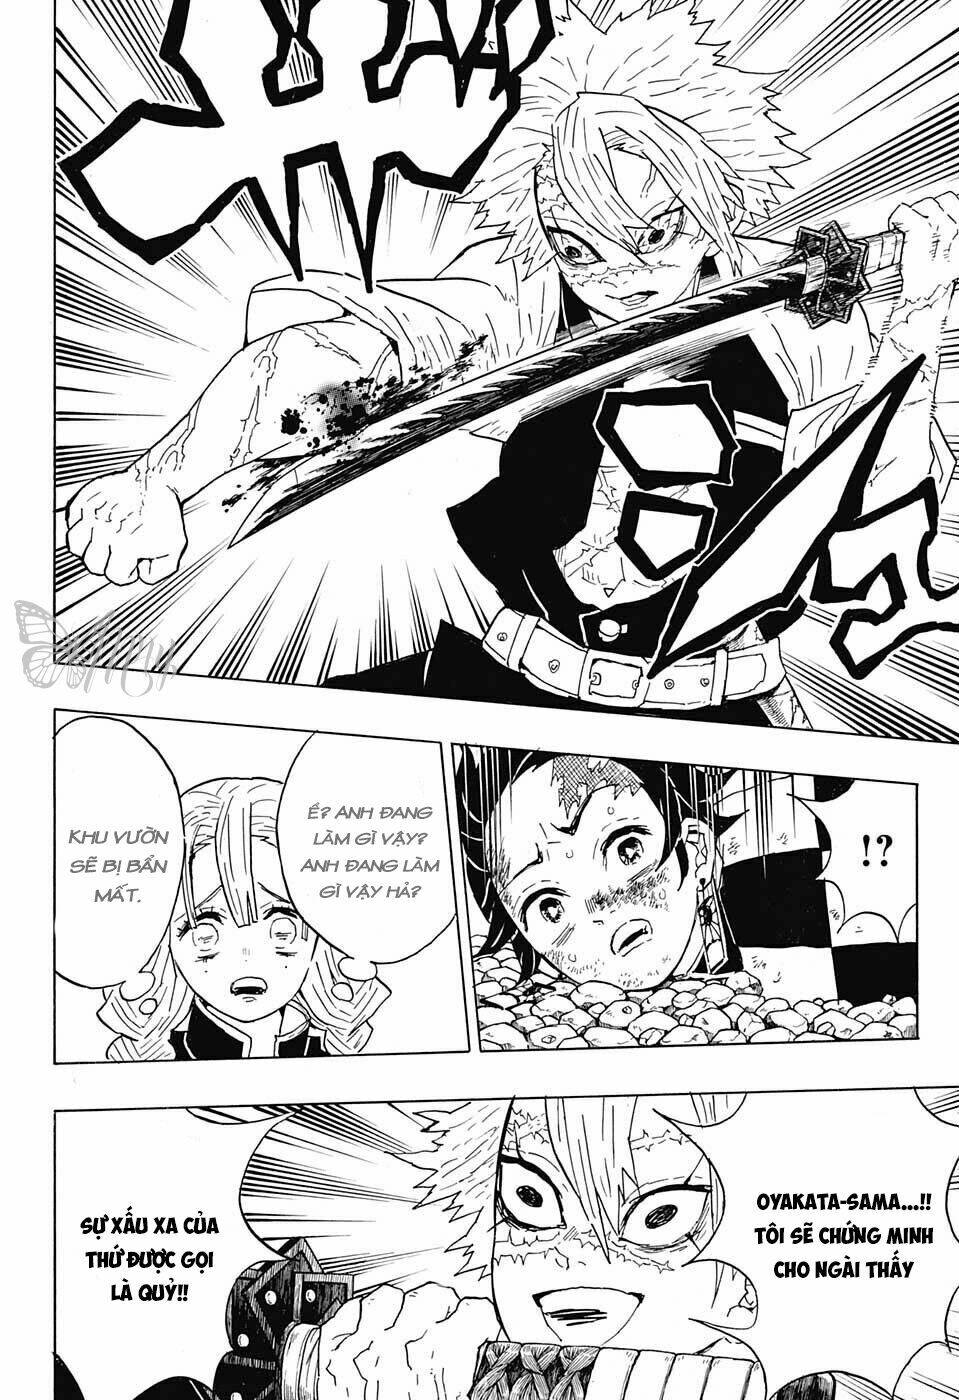 !?
Ề? ANH ĐANG
LÀM GÌ VẬY?
ANH ĐANG LÀM
GÌ VẬY HẢ?
KHU VƯỜN
SẼ BỊ BẨN
MẤT.
OYAKATA-SAMA...!!
TÔI SẼ CHỨNG MINH
CHO NGÀI THẤY
SỰ XẤU XA CỦA
THỨ ĐƯỢC GỌI
LÀ QUỶ!!